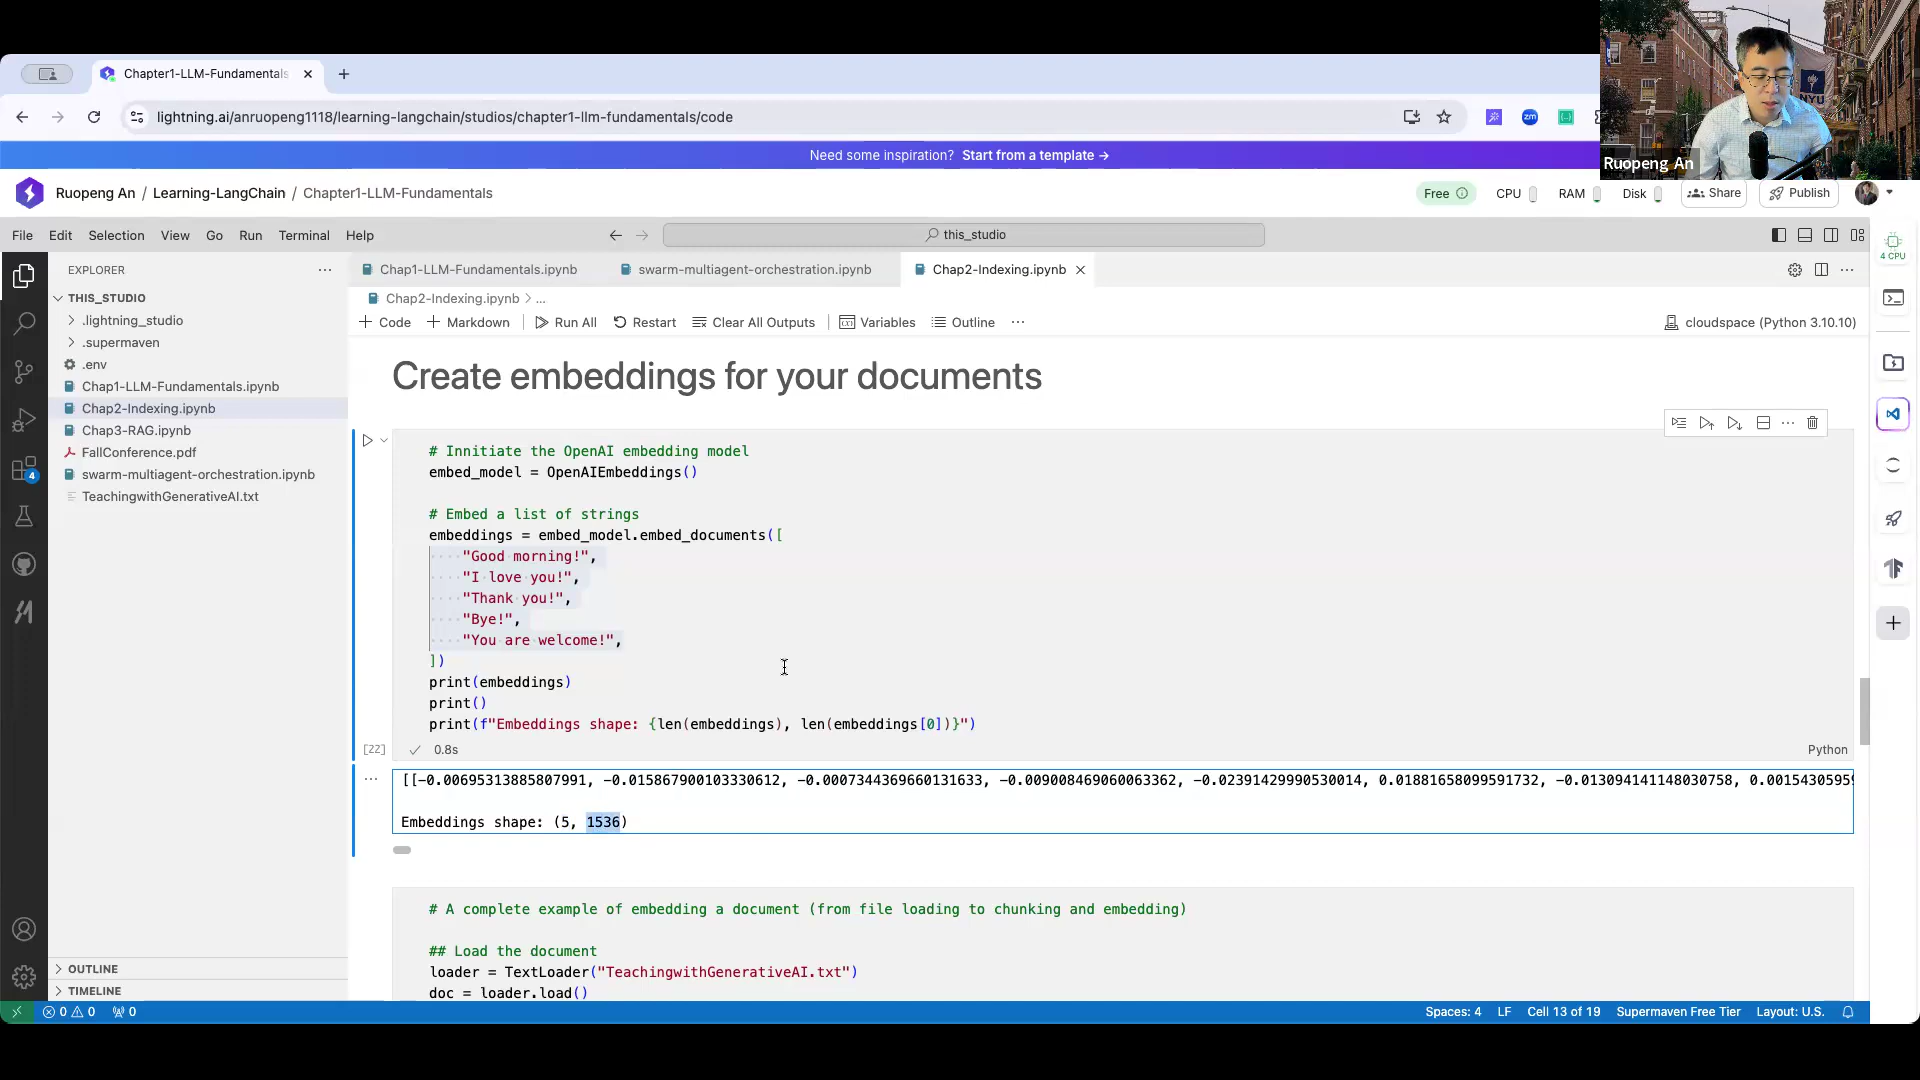 Chapter1-LLM-Fundamentals
lightning.ai/anruopeng1118/learning-langchain/studios/chapter1-llm-fundamentals/code
zm
NYU
Ruopeng An
Need some inspiration? Start from a template →
Ruopeng An / Learning-LangChain / Chapter1-LLM-Fundamentals
Free CPU RAM Disk Share Publish
File Edit Selection View Go Run Terminal Help
this_studio
4 CPU
EXPLORER
Chap1-LLM-Fundamentals.ipynb swarm-multiagent-orchestration.ipynb Chap2-Indexing.ipynb
THIS_STUDIO
Chap2-Indexing.ipynb > ...
.lightning_studio
+ Code + Markdown Run All Restart Clear All Outputs Variables Outline ...
cloudspace (Python 3.10.10)
.supermaven
.env
Chap1-LLM-Fundamentals.ipynb
Chap2-Indexing.ipynb
Chap3-RAG.ipynb
FallConference.pdf
swarm-multiagent-orchestration.ipynb
TeachingwithGenerativeAI.txt
4
Create embeddings for your documents
# Innitiate the OpenAI embedding model
embed_model = OpenAIEmbeddings()
# Embed a list of strings
embeddings = embed_model.embed_documents([
"Good morning!",
"I love you!",
"Thank you!",
"Bye!",
"You are welcome!",
])
print(embeddings)
print()
print(f"Embeddings shape: {len(embeddings), len(embeddings[0])}")
[22] 0.8s Python
[[-0.00695313885807991, -0.015867900103330612, -0.0007344369660131633, -0.009008469060063362, -0.02391429990530014, 0.01881658099591732, -0.013094141148030758, 0.00154305959
Embeddings shape: (5, 1536)
# A complete example of embedding a document (from file loading to chunking and embedding)
## Load the document
loader = TextLoader("TeachingwithGenerativeAI.txt")
doc = loader.load()
OUTLINE
TIMELINE
0 0 0
Spaces: 4 LF Cell 13 of 19 Supermaven Free Tier Layout: U.S.